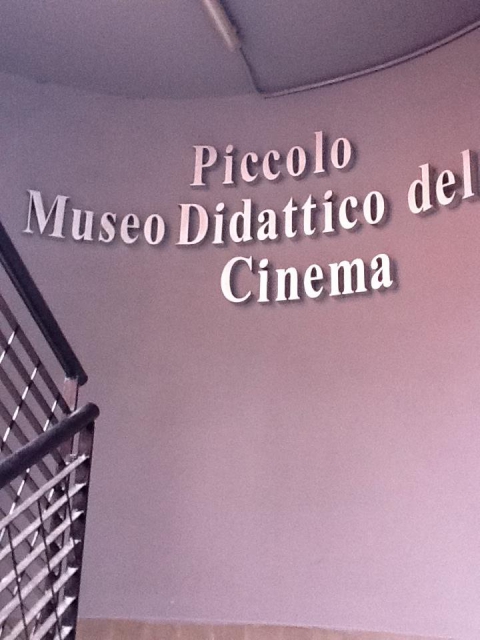 Piccolo
Museo Didattico del
Cinema